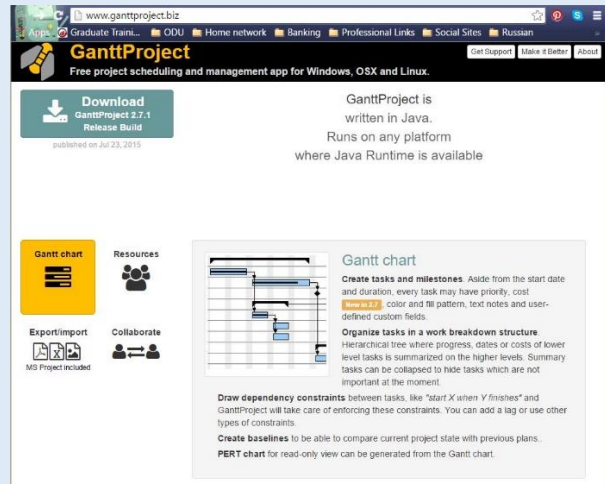 www.ganttproject.biz
Apps Graduate Traini... ODU Home network Banking Professional Links Social Sites Russian »
GanttProject
Get Support Make it Better About
Free project scheduling and management app for Windows, OSX and Linux.
Download
GanttProject 2.7.1
Release Build
published on Jul 23, 2015
GanttProject is
written in Java.
Runs on any platform
where Java Runtime is available
Gantt chart Resources
Export/import Collaborate
MS Project included
Gantt chart
Create tasks and milestones. Aside from the start date
and duration, every task may have priority, cost
New in 2.7, color and fill pattern, text notes and user-
defined custom fields.
Organize tasks in a work breakdown structure.
Hierarchical tree where progress, dates or costs of lower
level tasks is summarized on the higher levels. Summary
tasks can be collapsed to hide tasks which are not
important at the moment.
Draw dependency constraints between tasks, like "start X when Y finishes" and
GanttProject will take care of enforcing these constraints. You can add a lag or use other
types of constraints.
Create baselines to be able to compare current project state with previous plans..
PERT chart for read-only view can be generated from the Gantt chart.